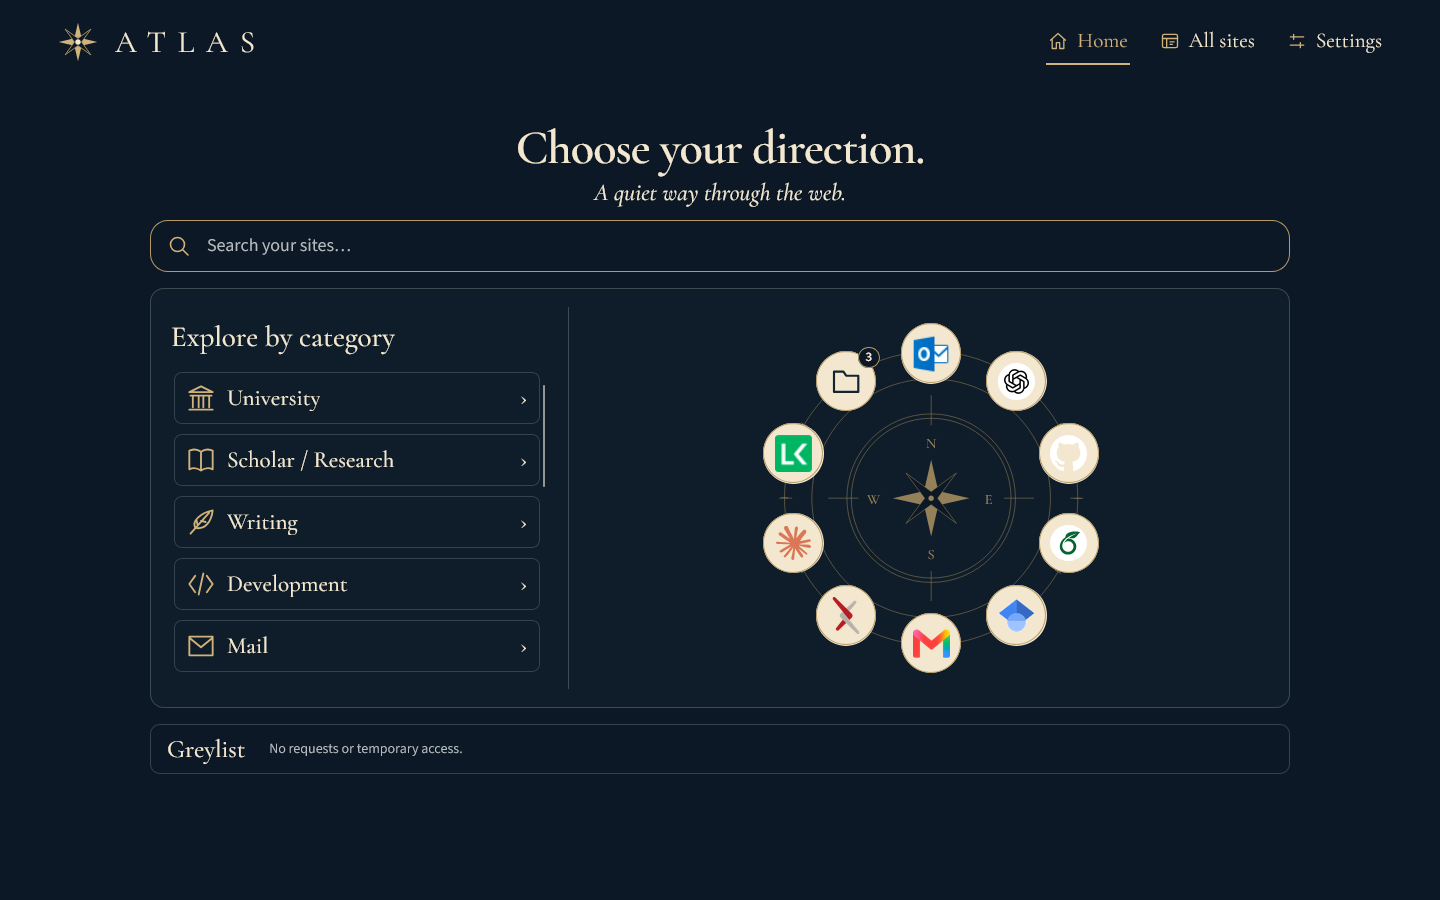 ATLAS
Home
All sites
Settings
Choose your direction.
A quiet way through the web.
Search your sites...
Explore by category
University
Scholar / Research
Writing
Development
Mail
3
N
W
E
S
Greylist
No requests or temporary access.